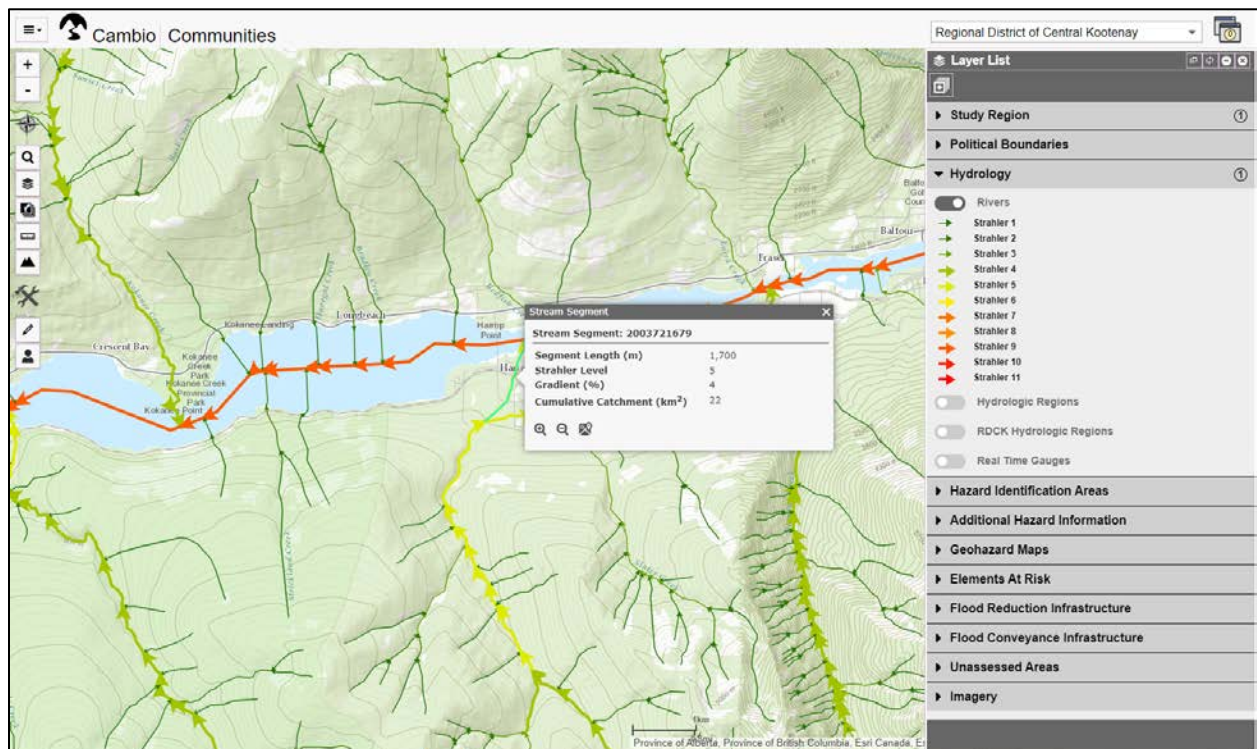 Cambio Communities
Regional District of Central Kootenay
+
-
Layer List
Study Region
Political Boundaries
Hydrology
Rivers
Strahler 1
Strahler 2
Strahler 3
Strahler 4
Strahler 5
Strahler 6
Strahler 7
Strahler 8
Strahler 9
Strahler 10
Strahler 11
Hydrologic Regions
RDCK Hydrologic Regions
Real Time Gauges
Hazard Identification Areas
Additional Hazard Information
Geohazard Maps
Elements At Risk
Flood Reduction Infrastructure
Flood Conveyance Infrastructure
Unassessed Areas
Imagery
Balfour
Fraser
Longbeach
Kokanee Landing
Crescent Bay
Kokanee
Creek
Park
Kokanee Creek
Provincial
Park
Kokanee Point
Harrop
Point
Stream Segment
Stream Segment: 2003721679
Segment Length (m) 1,700
Strahler Level 5
Gradient (%) 4
Cumulative Catchment (km²) 22
Province of Alberta, Province of British Columbia, Esri Canada,